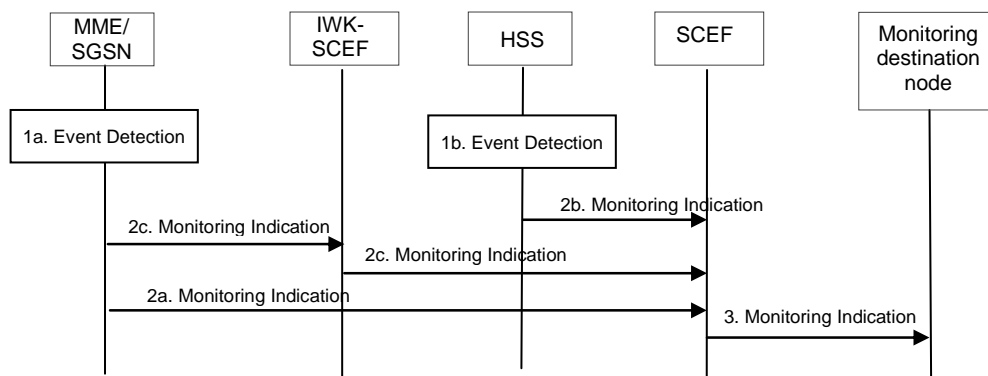 MME/
SGSN
IWK-
SCEF
HSS
SCEF
Monitoring
destination
node
1a. Event Detection
1b. Event Detection
2b. Monitoring Indication
2c. Monitoring Indication
2c. Monitoring Indication
2a. Monitoring Indication
3. Monitoring Indication